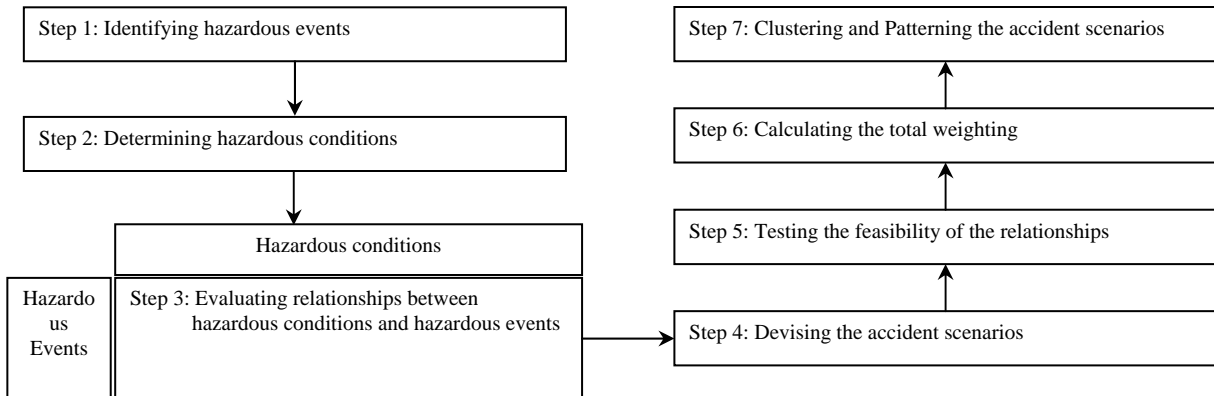 Step 1: Identifying hazardous events
Step 2: Determining hazardous conditions
Hazardous conditions
Hazardo
us
Events
Step 3: Evaluating relationships between
hazardous conditions and hazardous events
Step 4: Devising the accident scenarios
Step 5: Testing the feasibility of the relationships
Step 6: Calculating the total weighting
Step 7: Clustering and Patterning the accident scenarios